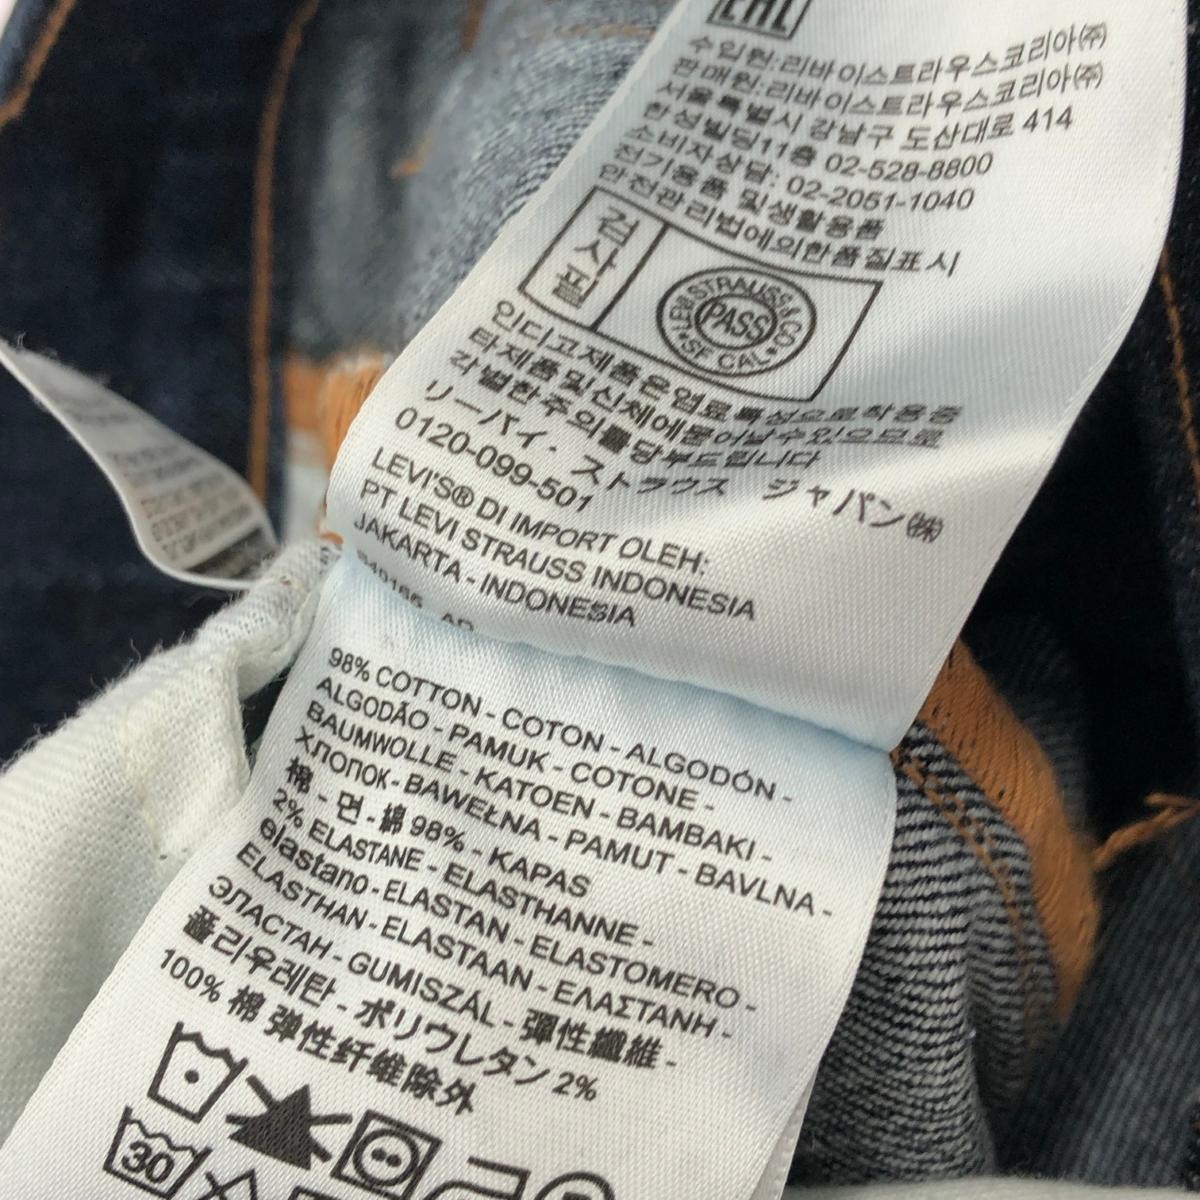 EAC
수입원:리바이스트라우스코리아㈜
판매원:리바이스트라우스코리아㈜
서울특별시 강남구 도산대로 414
한성빌딩11층 02-528-8800
소비자상담: 02-2051-1040
전기용품 및생활용품
안전관리법에의한품질표시
검사필
LEVI STRAUSS & CO
PASS
SF CAL
인디고제품은염료특성으로착용중
타제품및신체에묻어날수있으므로
각별한주의를당부드립니다
リーバイ. ストラウス ジャパン㈱
0120-099-501
LEVI'S® DI IMPORT OLEH:
PT LEVI STRAUSS INDONESIA
JAKARTA - INDONESIA
98% COTTON - COTON - ALGODÓN -
ALGODÃO - PAMUK - COTONE -
BAUMWOLLE - KATOEN - BAMBAKI -
ХЛОПОК - BAWEŁNA - PAMUT - BAVLNA -
棉 - 면 - 綿 98% - KAPAS
2% ELASTANE - ELASTHANNE -
elastano - ELASTAN - ELASTOMERO -
ELASTHAN - ELASTAAN - ΕΛΑΣΤΑΝΗ -
ЭЛАСТАН - GUMISZÁL - 彈性纖維 -
폴리우레탄 - ポリウレタン 2%
100% 棉 弹性纤维除外
30